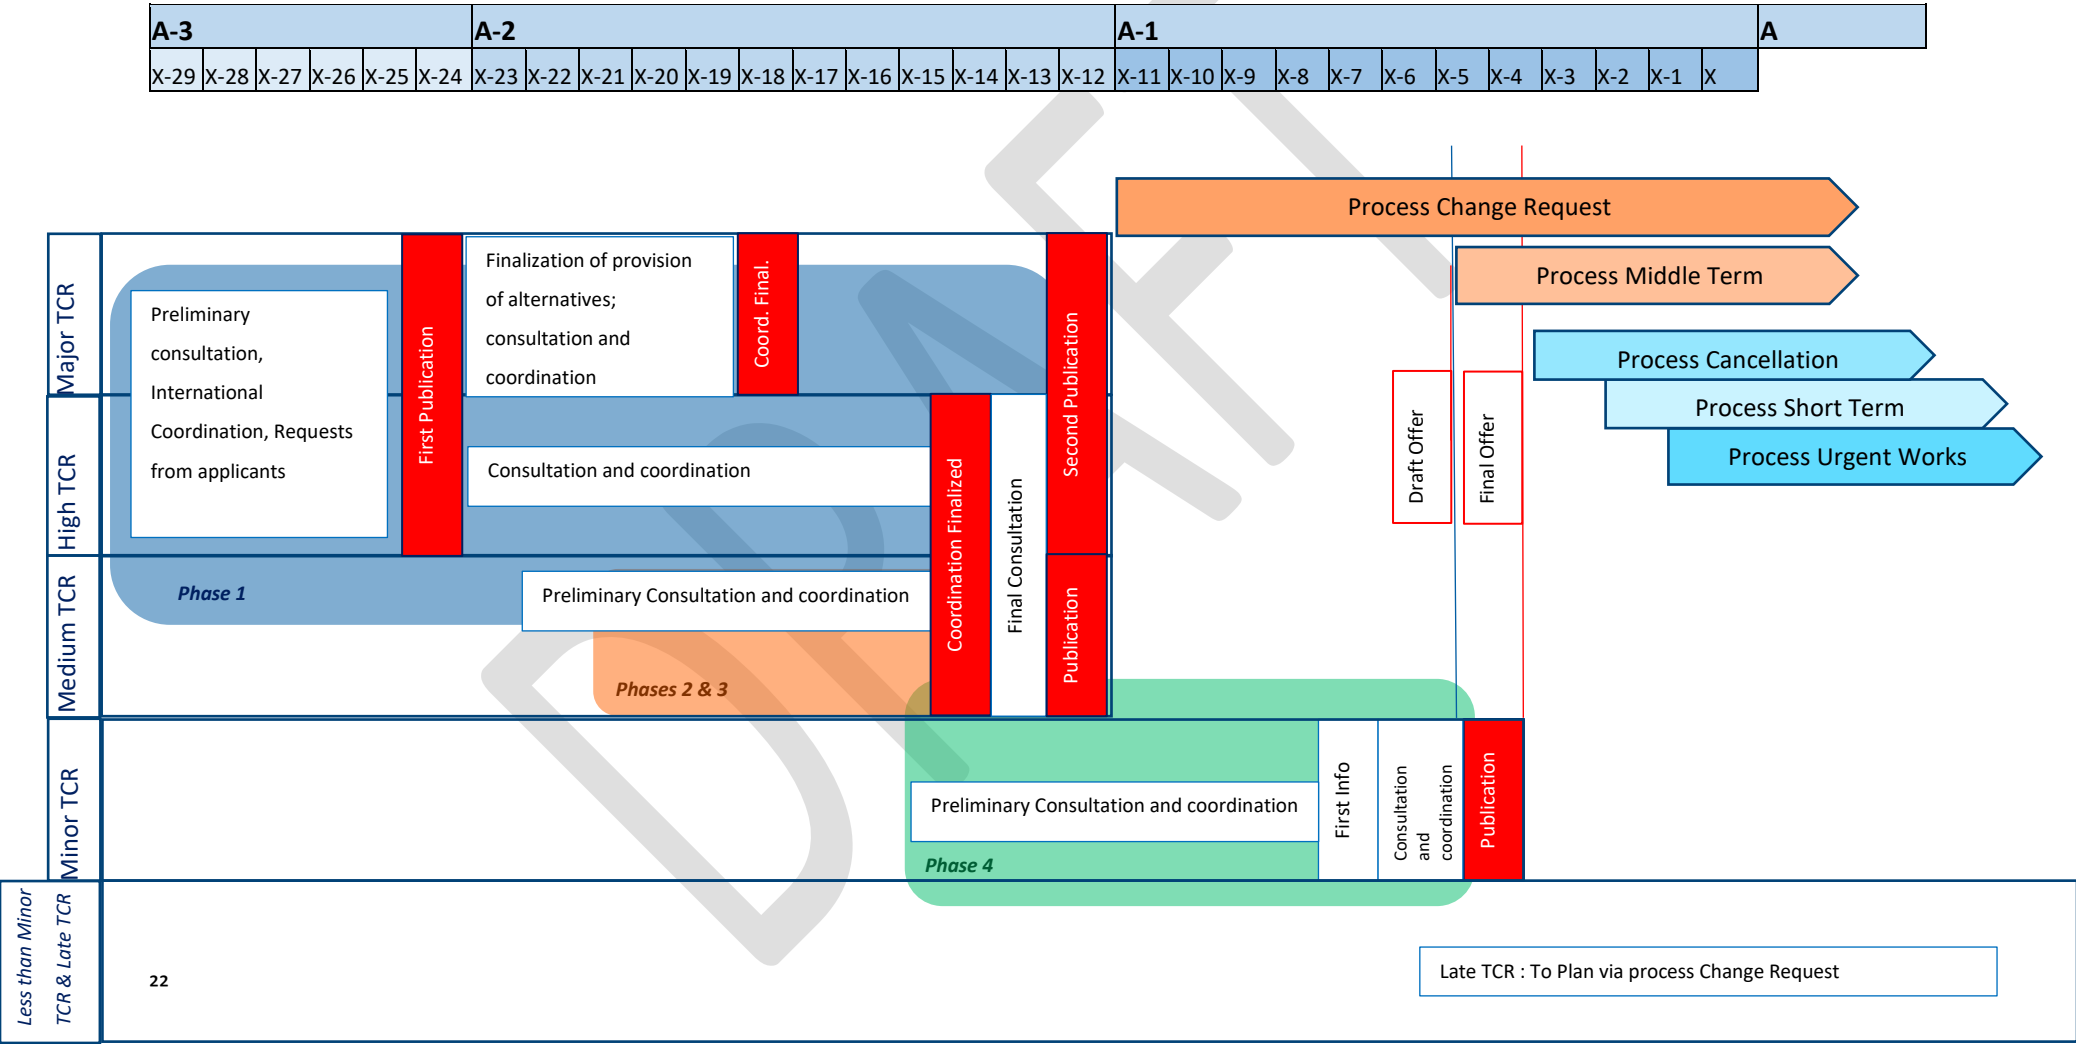 A-3 A-2 A-1 A
X-29 X-28 X-27 X-26 X-25 X-24 X-23 X-22 X-21 X-20 X-19 X-18 X-17 X-16 X-15 X-14 X-13 X-12 X-11 X-10 X-9 X-8 X-7 X-6 X-5 X-4 X-3 X-2 X-1 X
DRAFT
Process Change Request
Process Middle Term
Process Cancellation
Process Short Term
Process Urgent Works
Draft Offer
Final Offer
Major TCR
Preliminary
consultation,
International
Coordination, Requests
from applicants
First Publication
Finalization of provision
of alternatives;
consultation and
coordination
Coord. Final.
Second Publication
High TCR
Consultation and coordination
Coordination Finalized
Final Consultation
Medium TCR
Phase 1
Preliminary Consultation and coordination
Phases 2 & 3
Publication
Minor TCR
Preliminary Consultation and coordination
Phase 4
First Info
Consultation
and
coordination
Publication
Less than Minor
TCR & Late TCR
22
Late TCR : To Plan via process Change Request